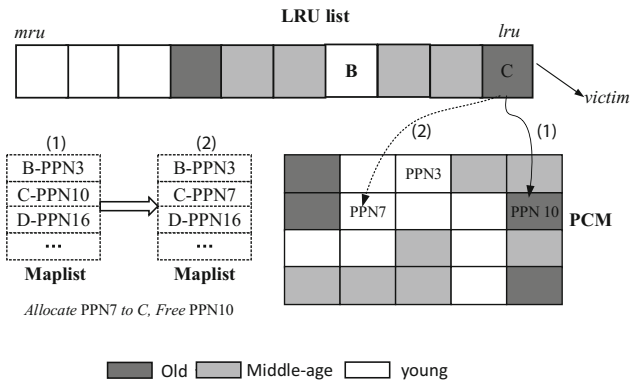 LRU list
mru
lru
B
C
victim
(1)
(2)
(2)
(1)
B-PPN3
C-PPN10
D-PPN16
...
Maplist
B-PPN3
C-PPN7
D-PPN16
...
Maplist
PPN3
PPN7
PPN 10
PCM
Allocate PPN7 to C, Free PPN10
Old
Middle-age
young